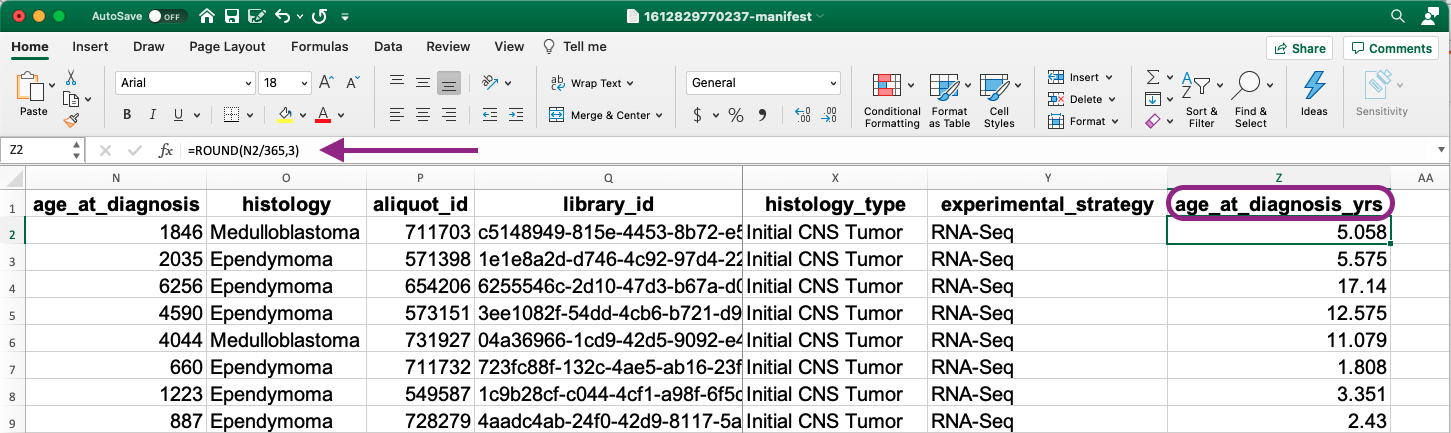 AutoSave OFF 1612829770237-manifest
Home Insert Draw Page Layout Formulas Data Review View Tell me Share Comments
Paste Arial 18 A^ A˅ Wrap Text General Insert Σ
Delete
B I U A Merge & Center $ % 9 Conditional Formatting Format as Table Cell Styles Format Sort & Filter Find & Select Ideas Sensitivity
Z2 fx =ROUND(N2/365,3)
N O P Q X Y Z AA
1 age_at_diagnosis histology aliquot_id library_id histology_type experimental_strategy age_at_diagnosis_yrs
2 1846 Medulloblastoma 711703 c5148949-815e-4453-8b72-e5 Initial CNS Tumor RNA-Seq 5.058
3 2035 Ependymoma 571398 1e1e8a2d-d746-4c92-97d4-22 Initial CNS Tumor RNA-Seq 5.575
4 6256 Ependymoma 654206 6255546c-2d10-47d3-b67a-d0 Initial CNS Tumor RNA-Seq 17.14
5 4590 Ependymoma 573151 3ee1082f-54dd-4cb6-b721-d9 Initial CNS Tumor RNA-Seq 12.575
6 4044 Medulloblastoma 731927 04a36966-1cd9-42d5-9092-e4 Initial CNS Tumor RNA-Seq 11.079
7 660 Ependymoma 711732 723fc88f-132c-4ae5-ab16-23f Initial CNS Tumor RNA-Seq 1.808
8 1223 Ependymoma 549587 1c9b28cf-c044-4cf1-a98f-6f5c Initial CNS Tumor RNA-Seq 3.351
9 887 Ependymoma 728279 4aadc4ab-24f0-42d9-8117-5a Initial CNS Tumor RNA-Seq 2.43